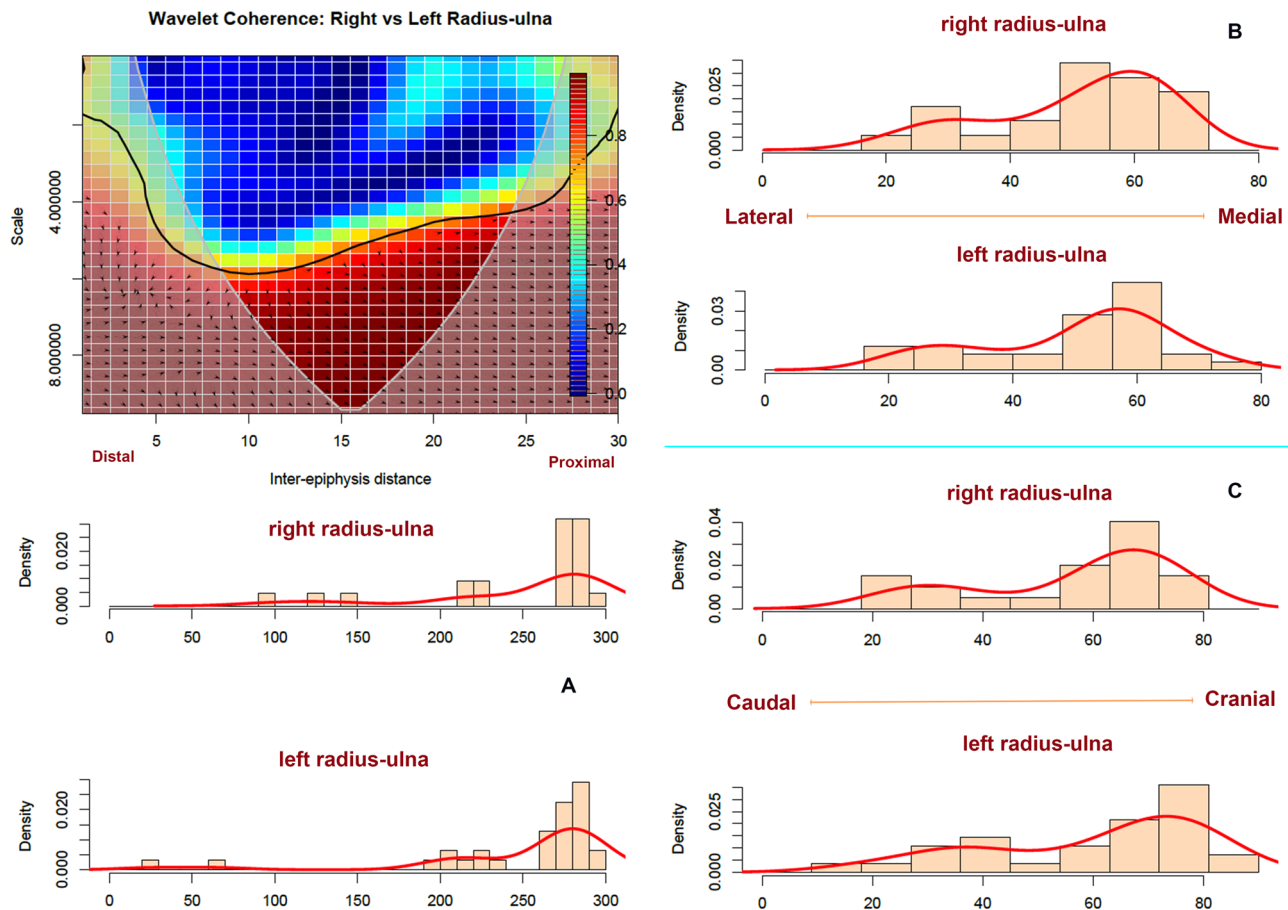 Wavelet Coherence: Right vs Left Radius-ulna
Scale
4.000000
8.000000
0.8
0.6
0.4
0.2
0.0
5 10 15 20 25 30
Distal
Proximal
Inter-epiphysis distance
right radius-ulna
Density
0.000 0.020
0 50 100 150 200 250 300
A
left radius-ulna
Density
0.000 0.020
0 50 100 150 200 250 300
right radius-ulna
B
Density
0.000 0.025
0 20 40 60 80
Lateral
Medial
left radius-ulna
Density
0.00 0.03
0 20 40 60 80
right radius-ulna
C
Density
0.00 0.02 0.04
0 20 40 60 80
Caudal
Cranial
left radius-ulna
Density
0.000 0.025
0 20 40 60 80